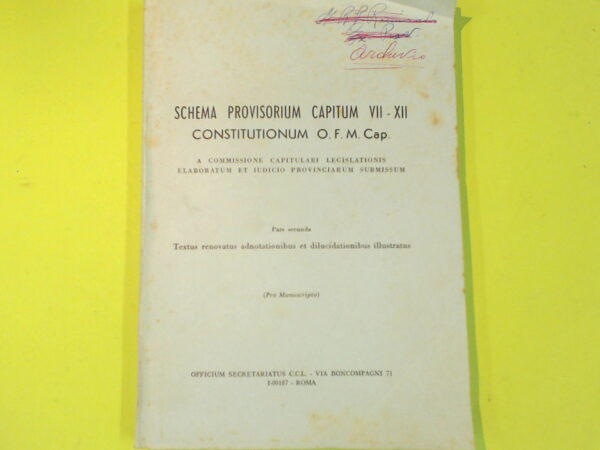 Archivio
SCHEMA PROVISORIUM CAPITUM VII - XII
CONSTITUTIONUM O. F. M. Cap.
A COMMISSIONE CAPITULARI LEGISLATIONIS
ELABORATUM ET IUDICIO PROVINCIARUM SUBMISSUM
Pars secunda
Textus renovatus adnotationibus et dilucidationibus illustratus
(Pro Manuscripto)
OFFICIUM SECRETARIATUS C.C.L. - VIA BONCOMPAGNI 71
I-00187 - ROMA